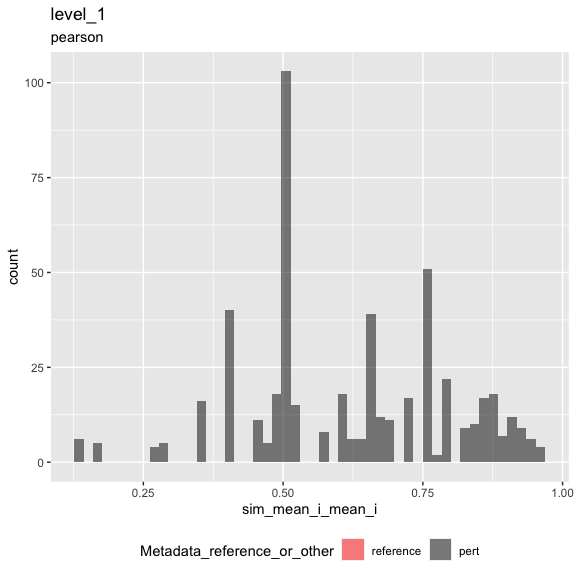 level_1
pearson
100
75
50
25
0
count
0.25 0.50 0.75 1.00
sim_mean_i_mean_i
Metadata_reference_or_other reference pert